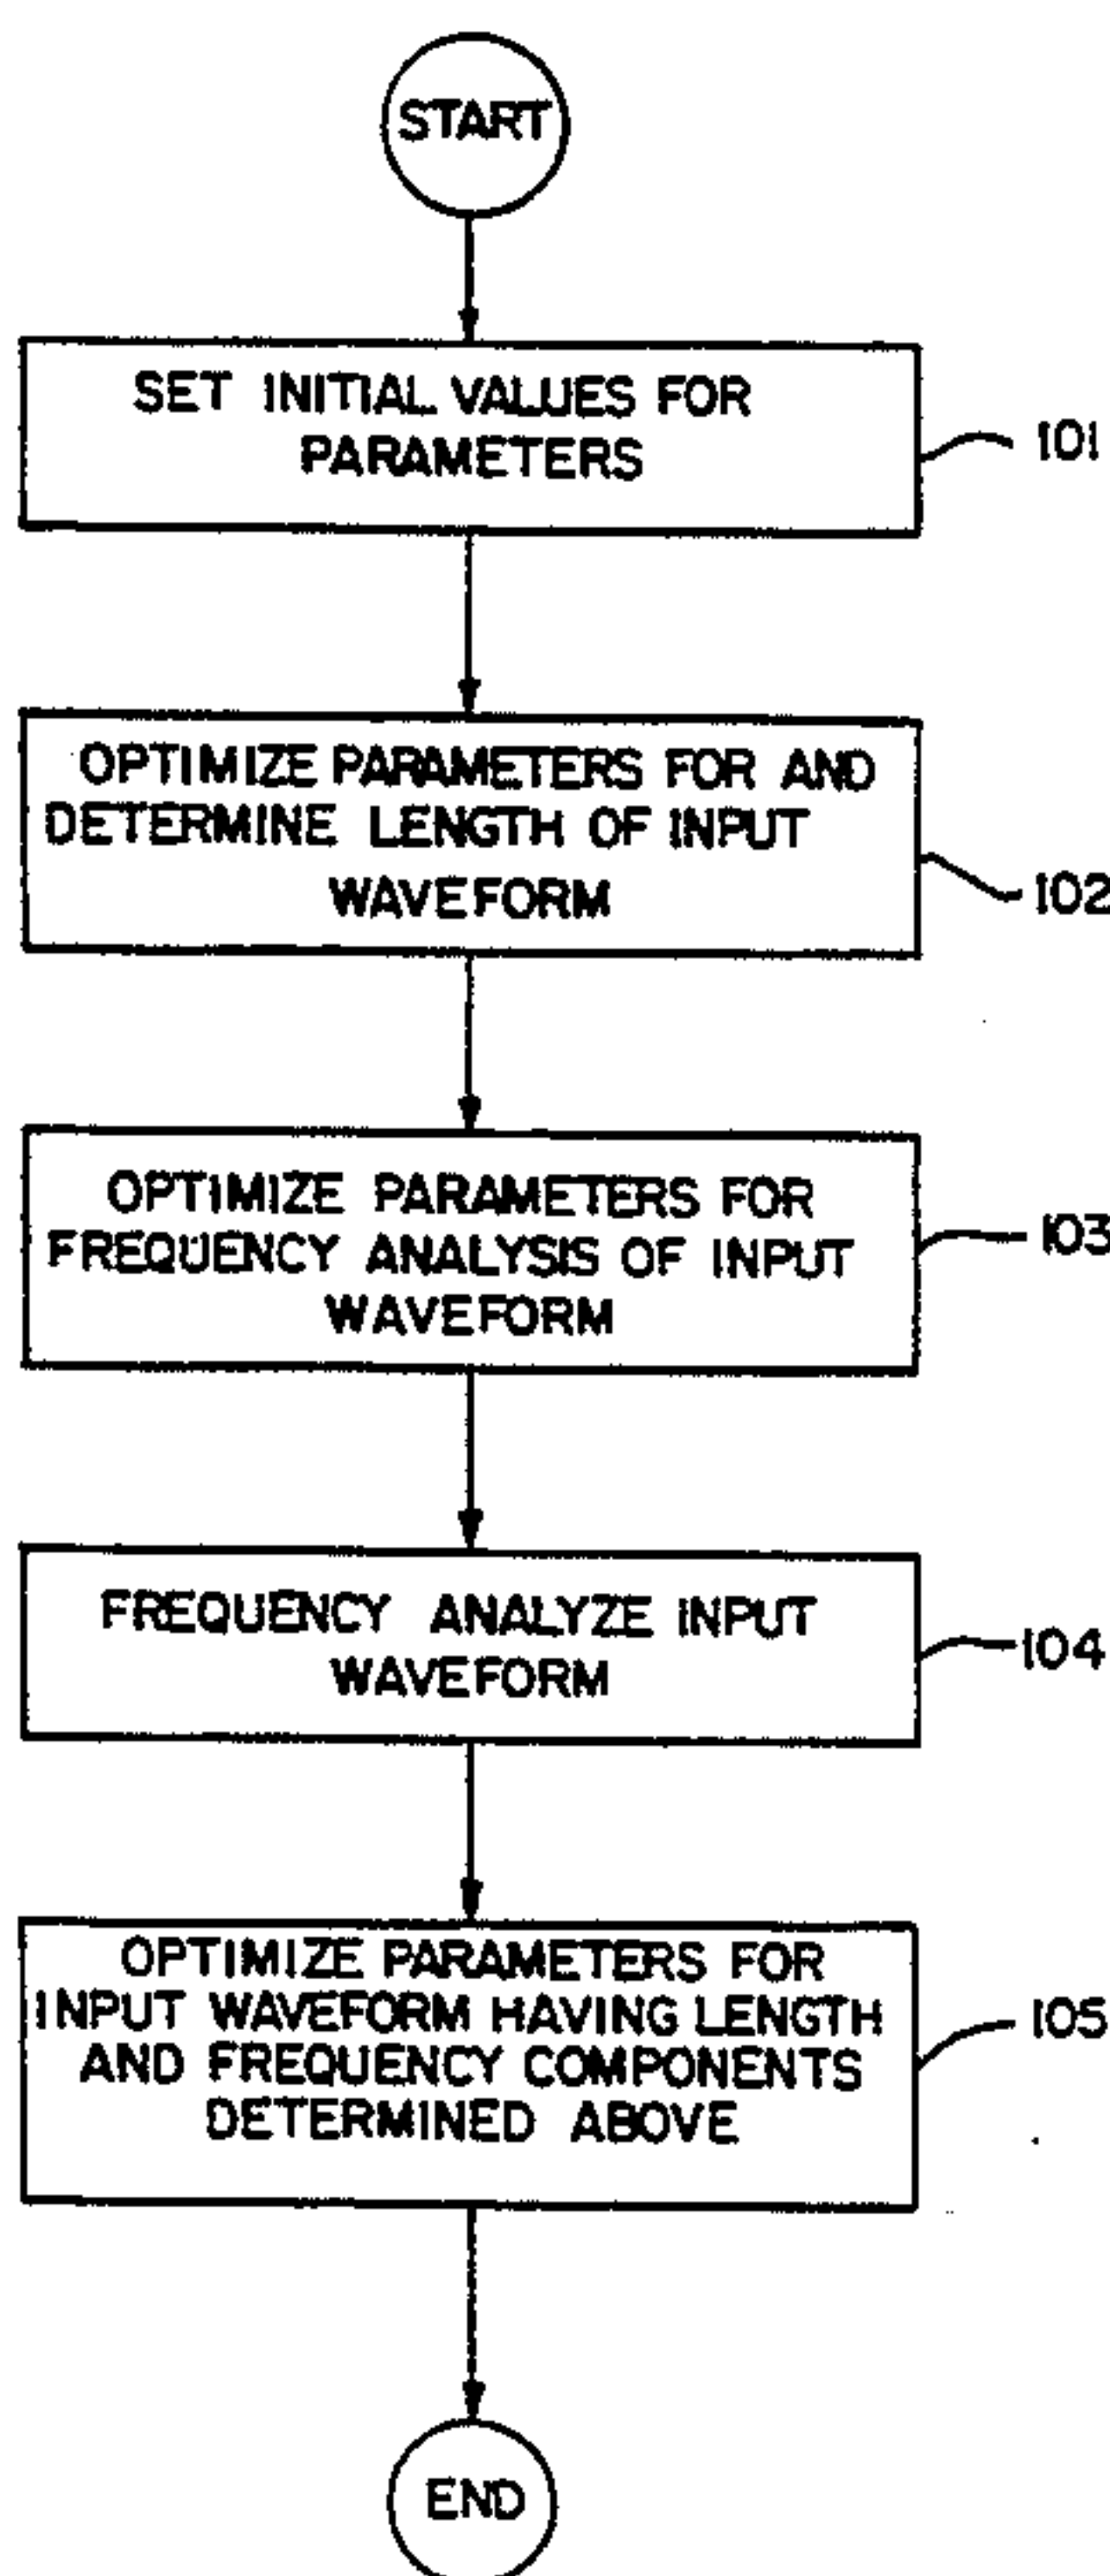 START
SET INITIAL VALUES FOR
PARAMETERS
101
OPTIMIZE PARAMETERS FOR AND
DETERMINE LENGTH OF INPUT
WAVEFORM
102
OPTIMIZE PARAMETERS FOR
FREQUENCY ANALYSIS OF INPUT
WAVEFORM
103
FREQUENCY ANALYZE INPUT
WAVEFORM
104
OPTIMIZE PARAMETERS FOR
INPUT WAVEFORM HAVING LENGTH
AND FREQUENCY COMPONENTS
DETERMINED ABOVE
105
END